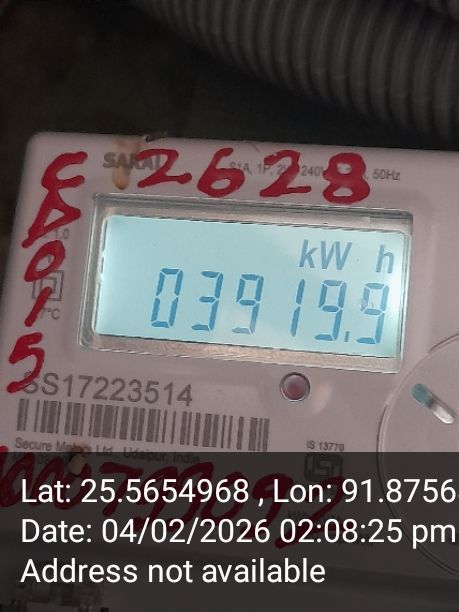 2628
CD015
50Hz
kW h
03919.9
SS17223514
Secure Meters Ltd., Udaipur, India
IS 13779
Lat: 25.5654968 , Lon: 91.8756
Date: 04/02/2026 02:08:25 pm
Address not available